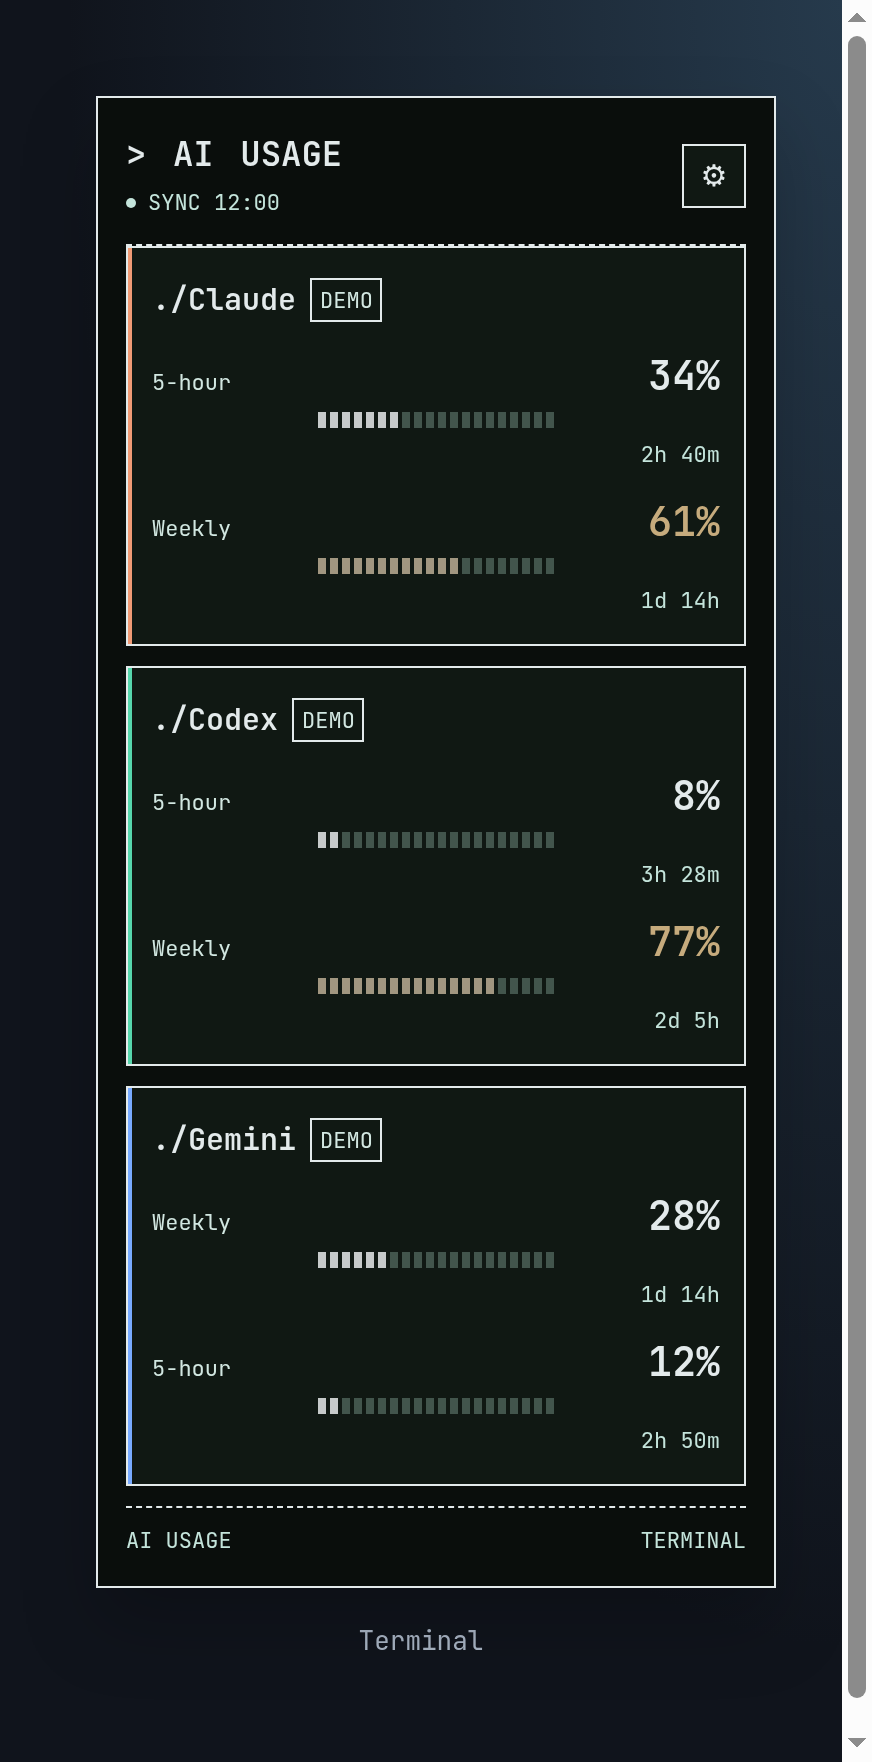 > AI USAGE
SYNC 12:00
⚙
./Claude DEMO
5-hour 34%
2h 40m
Weekly 61%
1d 14h
./Codex DEMO
5-hour 8%
3h 28m
Weekly 77%
2d 5h
./Gemini DEMO
Weekly 28%
1d 14h
5-hour 12%
2h 50m
AI USAGE TERMINAL
Terminal